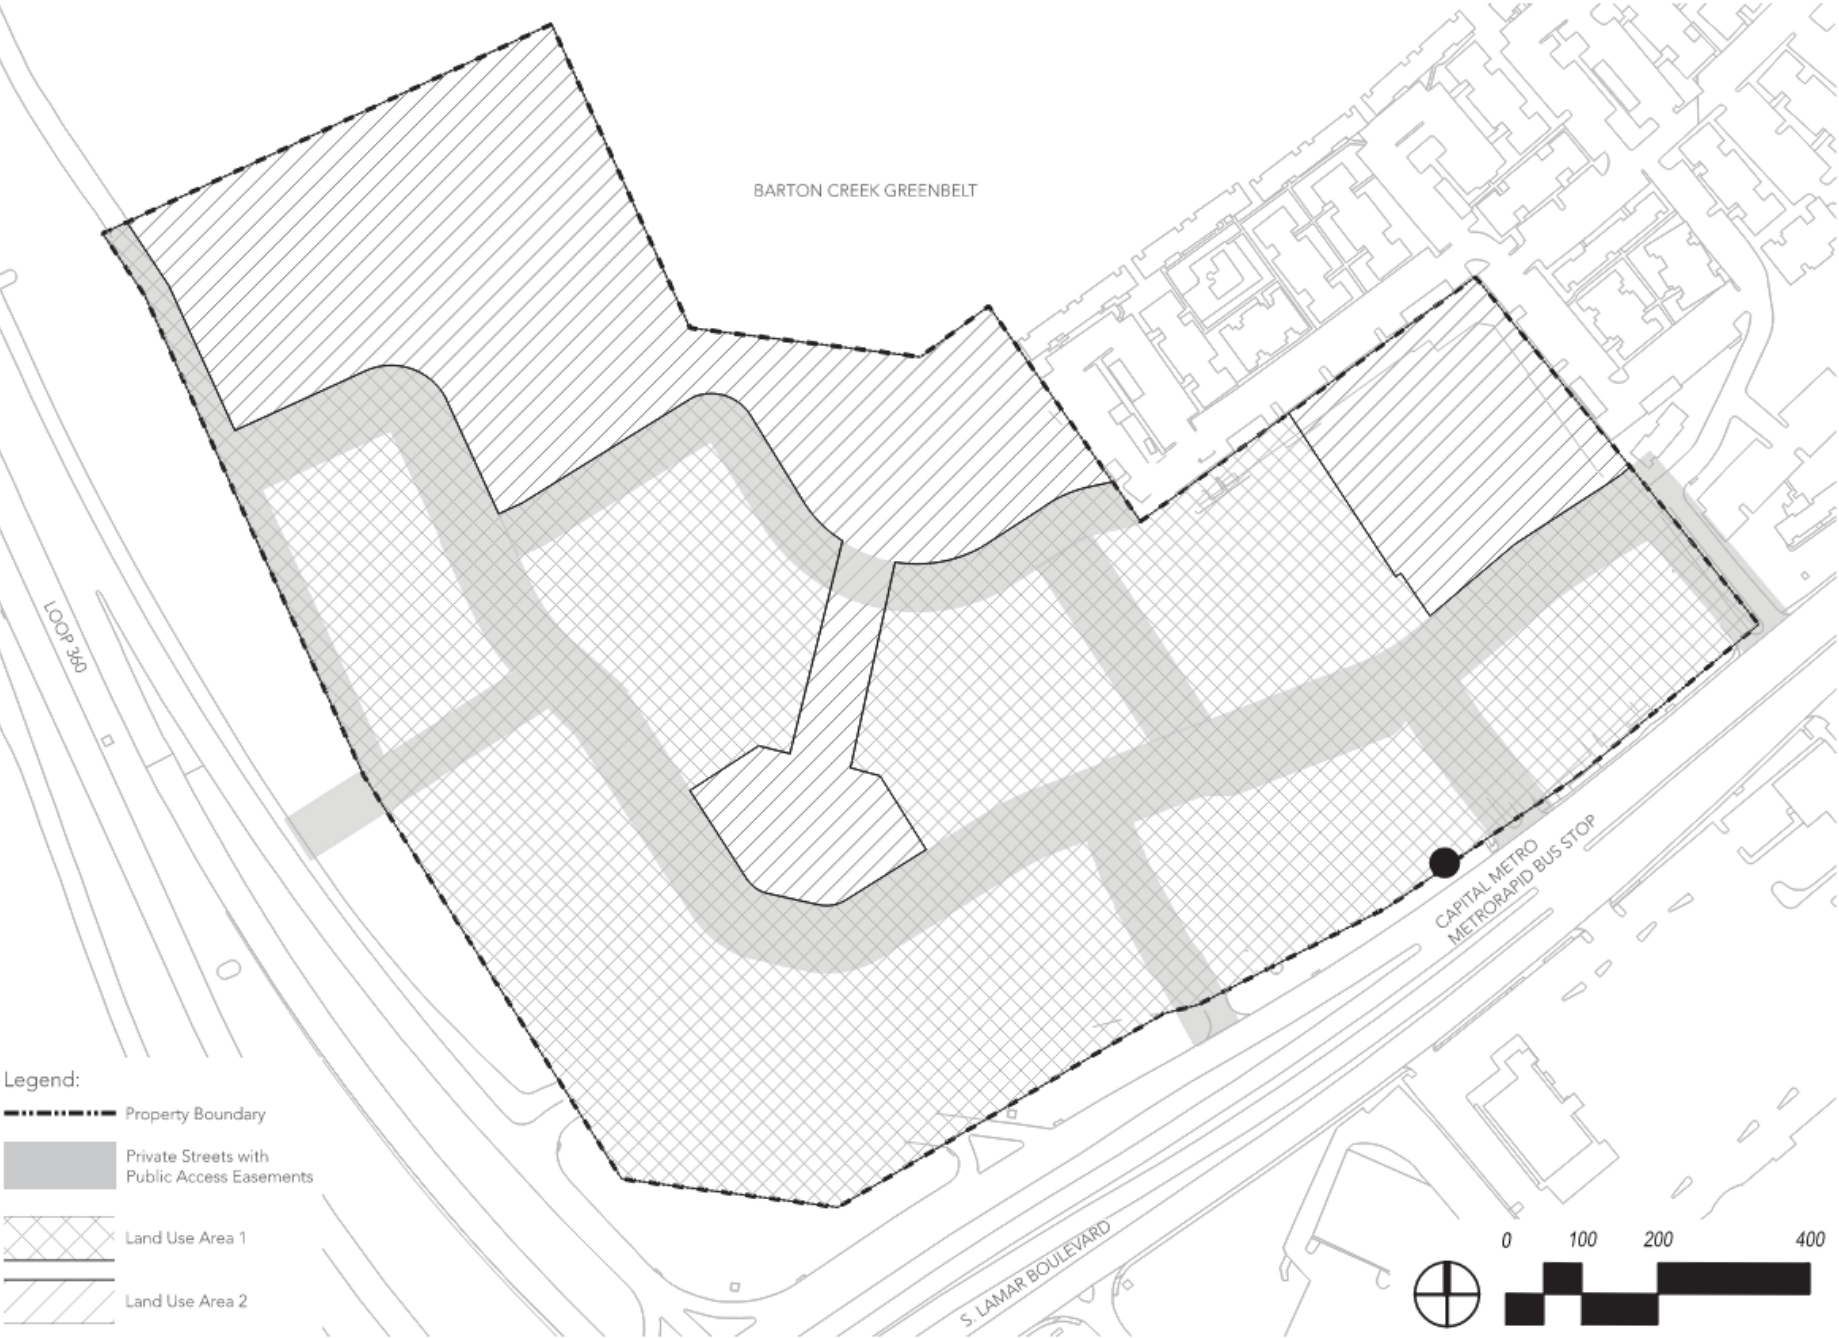 BARTON CREEK GREENBELT
LOOP 360
CAPITAL METRO
METRORAPID BUS STOP
S. LAMAR BOULEVARD
Legend:
Property Boundary
Private Streets with
Public Access Easements
Land Use Area 1
Land Use Area 2
0 100 200 400